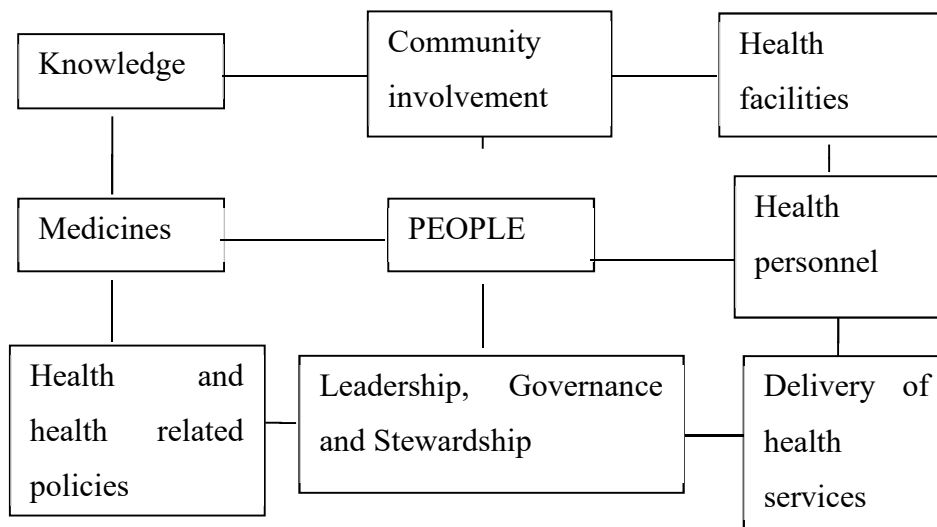 Knowledge
Community
involvement
Health
facilities
Medicines
PEOPLE
Health
personnel
Health and
health related
policies
Leadership, Governance
and Stewardship
Delivery of
health
services